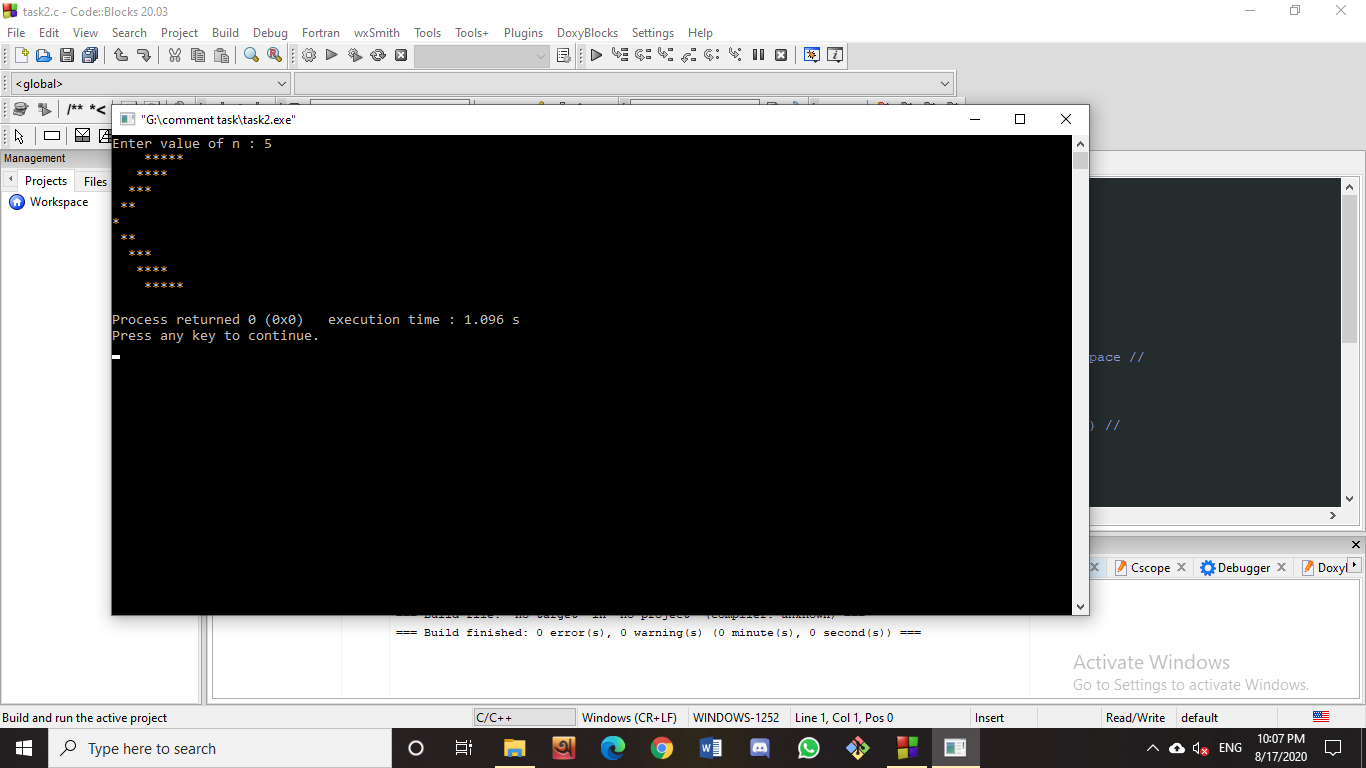 task2.c - Code::Blocks 20.03
File Edit View Search Project Build Debug Fortran wxSmith Tools Tools+ Plugins DoxyBlocks Settings Help
<global>
/** *<
"G:\comment task\task2.exe"
Management
Projects Files
Workspace
Enter value of n : 5
    *****
   ****
  ***
 **
*
 **
  ***
   ****
    *****
Process returned 0 (0x0)   execution time : 1.096 s
Press any key to continue.
pace //
) //
Cscope Debugger Doxyl
=== Build finished: 0 error(s), 0 warning(s) (0 minute(s), 0 second(s)) ===
Activate Windows
Go to Settings to activate Windows.
Build and run the active project C/C++ Windows (CR+LF) WINDOWS-1252 Line 1, Col 1, Pos 0 Insert Read/Write default
Type here to search
ENG
10:07 PM
8/17/2020